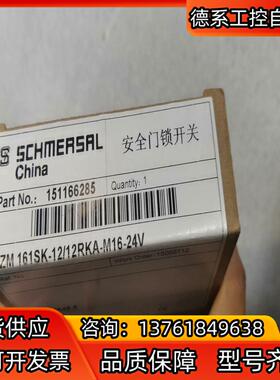 德系工控自动
SCHMERSAL
China
安全门锁开关
Part No.: 151166285
Quantity: 1
ZM 161SK-12/12RKA-M16-24V
货供应
咨询: 13761849638
可开发票
品质保障
型号齐